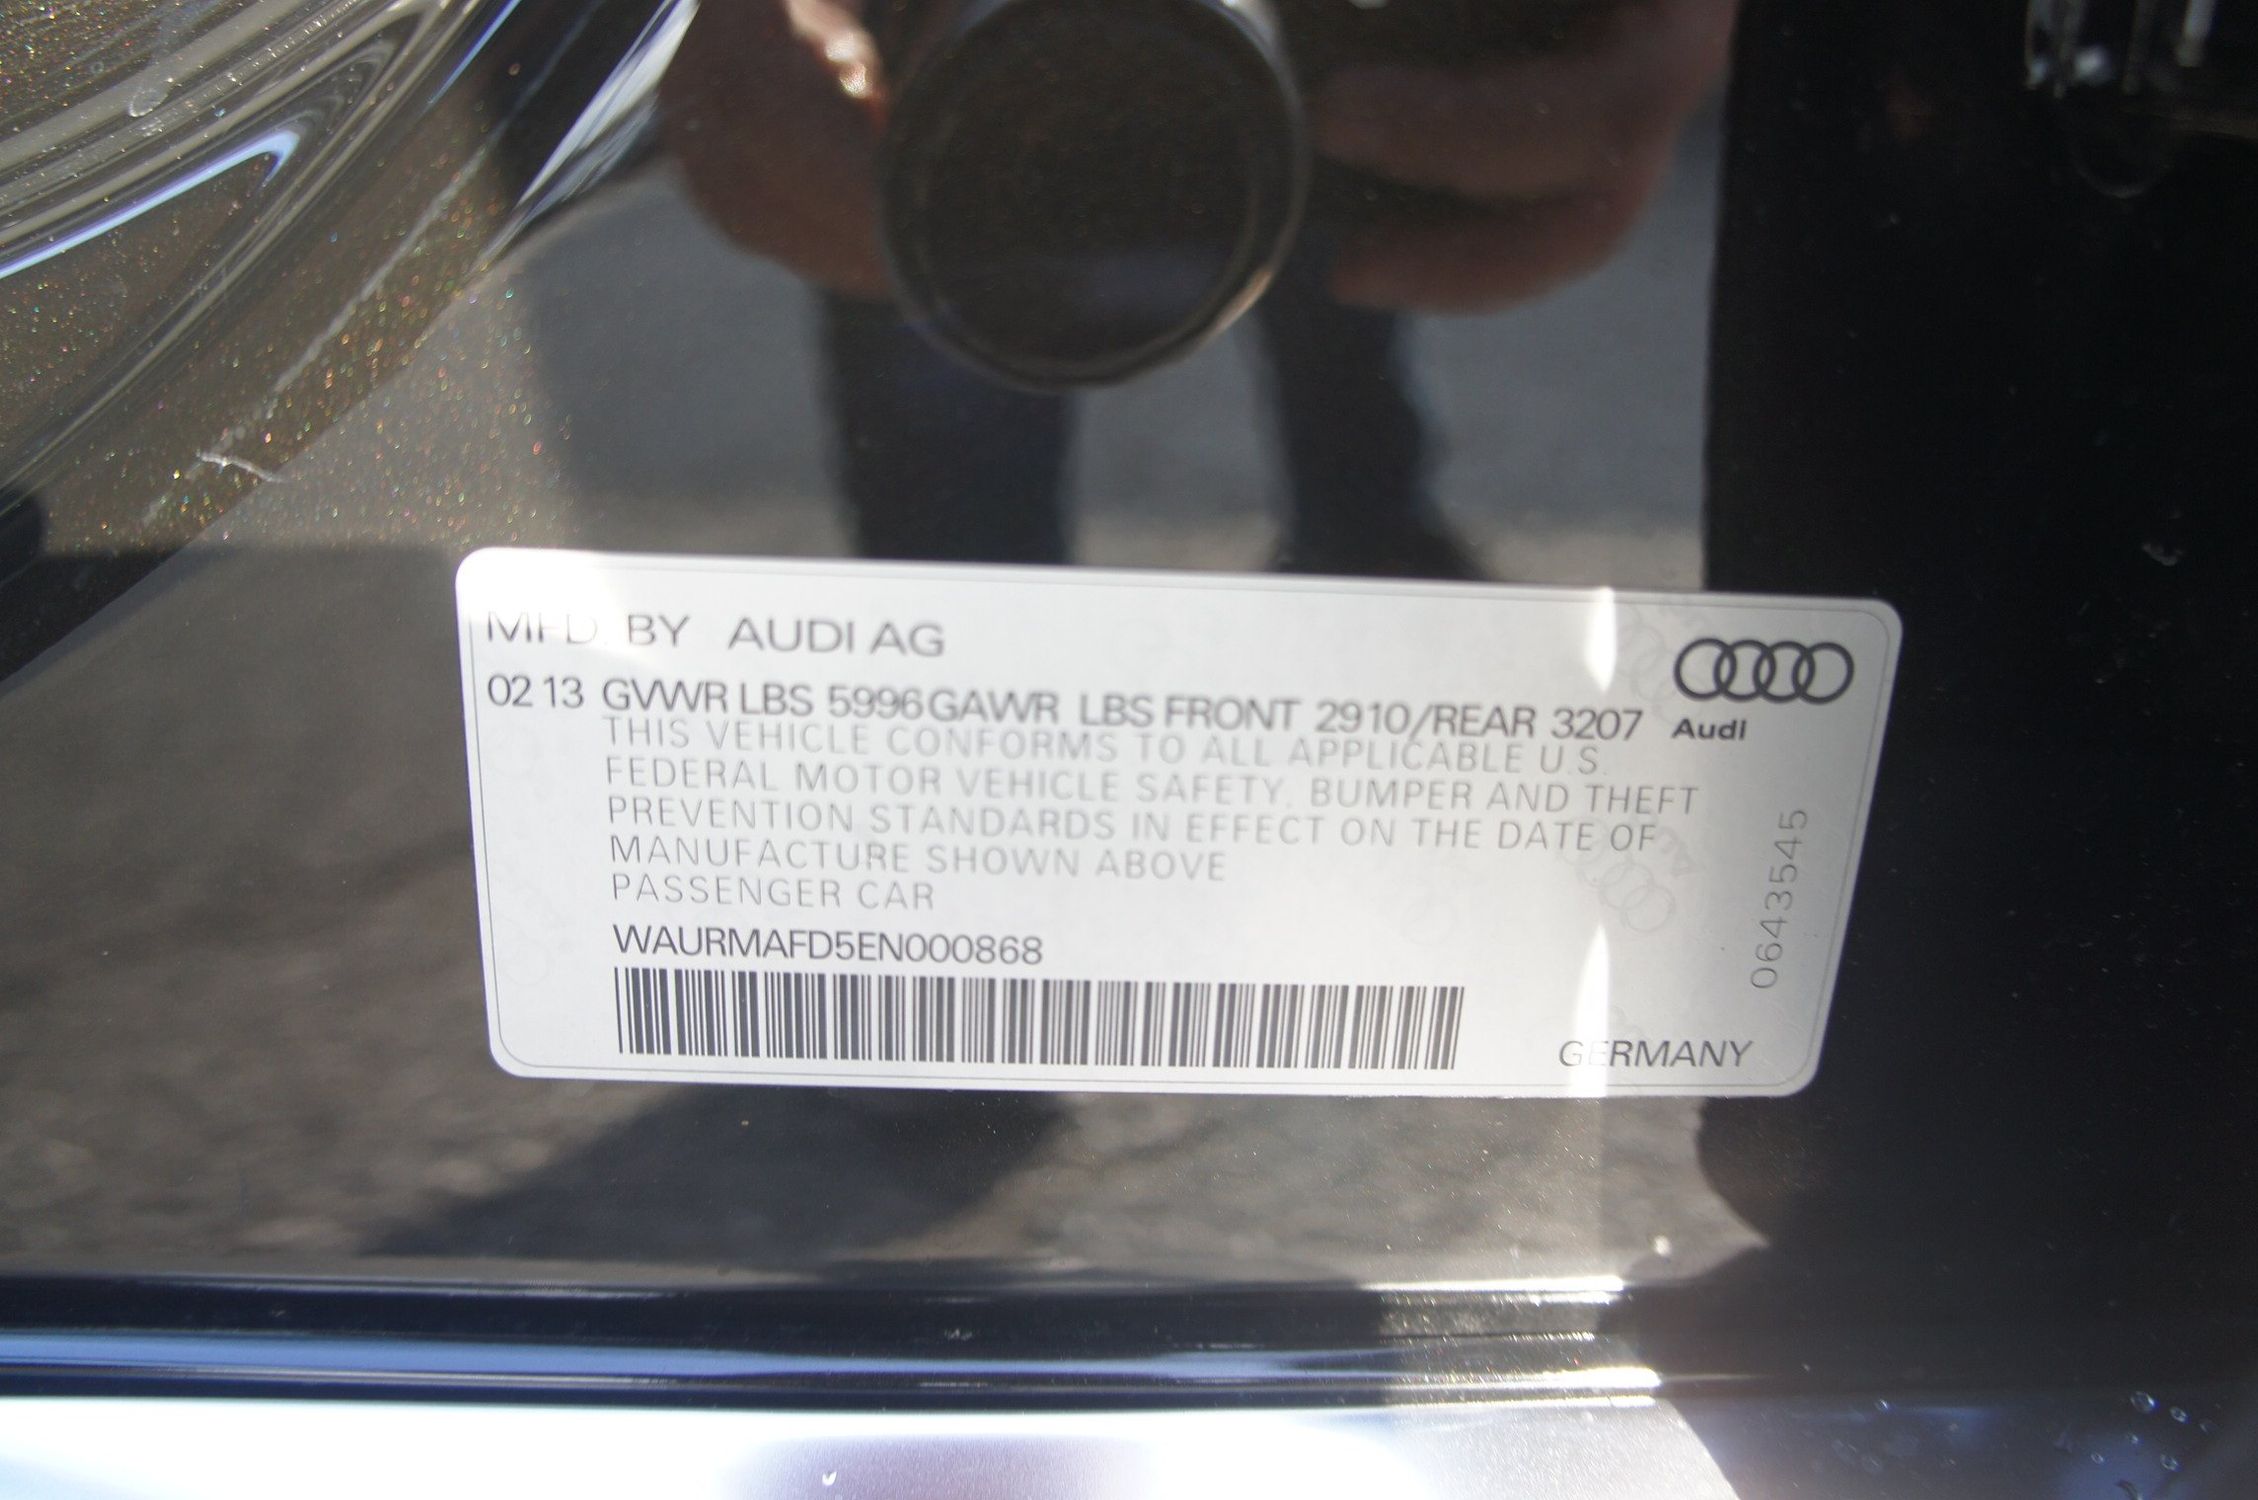 MFD. BY AUDI AG
02 13 GVWR LBS 5996 GAWR LBS FRONT 2910/REAR 3207
Audi
THIS VEHICLE CONFORMS TO ALL APPLICABLE U.S.
FEDERAL MOTOR VEHICLE SAFETY, BUMPER AND THEFT
PREVENTION STANDARDS IN EFFECT ON THE DATE OF
MANUFACTURE SHOWN ABOVE
PASSENGER CAR
WAURMAFD5EN000868
06435545
GERMANY